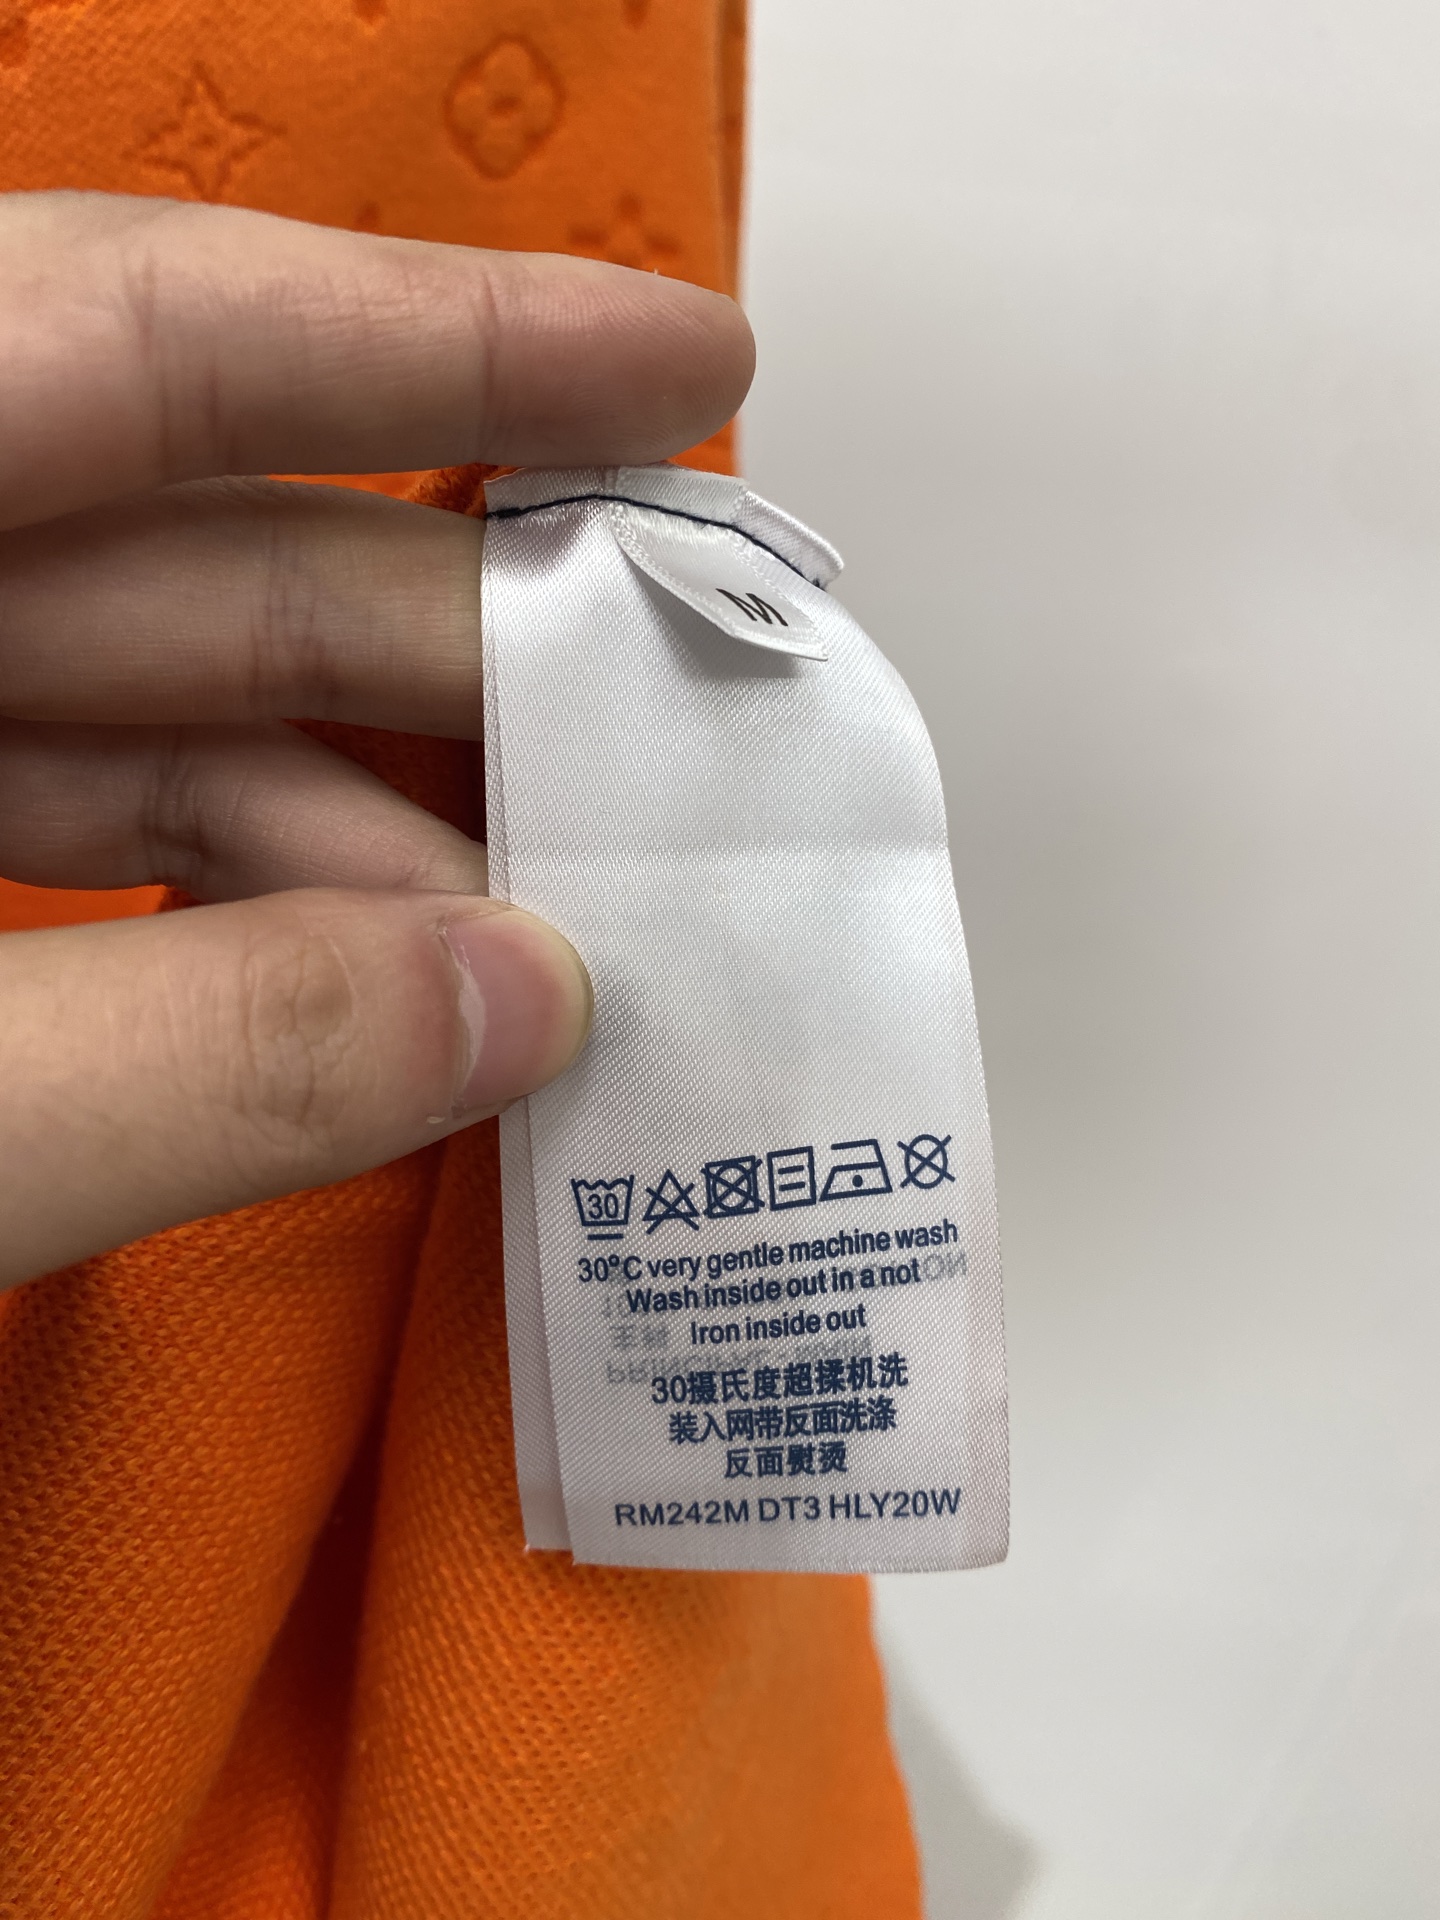 M
30
30°C very gentle machine wash
Wash inside out in a not
Iron inside out
30摄氏度超揉机洗
装入网带反面洗涤
反面熨烫
RM242M DT3 HLY20W